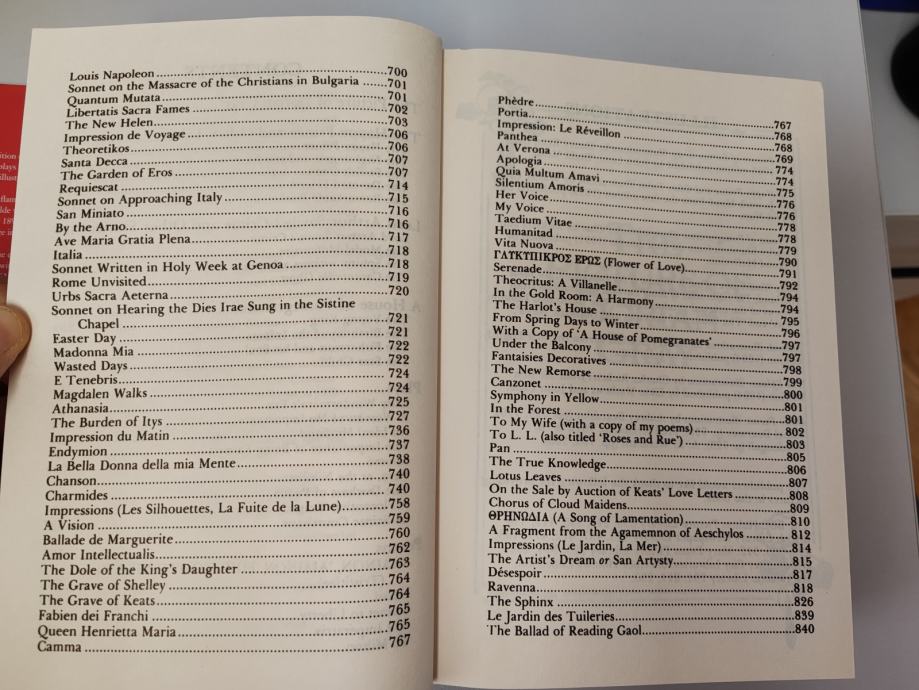 Louis Napoleon ... 700
Sonnet on the Massacre of the Christians in Bulgaria ... 701
Quantum Mutata ... 701
Libertatis Sacra Fames ... 702
The New Helen ... 703
Impression de Voyage ... 706
Theoretikos ... 706
Santa Decca ... 707
The Garden of Eros ... 707
Requiescat ... 714
Sonnet on Approaching Italy ... 715
San Miniato ... 716
By the Arno ... 716
Ave Maria Gratia Plena ... 717
Italia ... 718
Sonnet Written in Holy Week at Genoa ... 718
Rome Unvisited ... 719
Urbs Sacra Aeterna ... 720
Sonnet on Hearing the Dies Irae Sung in the Sistine
Chapel ... 721
Easter Day ... 721
Madonna Mia ... 722
Wasted Days ... 722
E Tenebris ... 724
Magdalen Walks ... 724
Athanasia ... 725
The Burden of Itys ... 727
Impression du Matin ... 736
Endymion ... 737
La Bella Donna della mia Mente ... 738
Chanson ... 740
Charmides ... 740
Impressions (Les Silhouettes, La Fuite de la Lune) ... 758
A Vision ... 759
Ballade de Marguerite ... 760
Amor Intellectualis ... 762
The Dole of the King's Daughter ... 763
The Grave of Shelley ... 764
The Grave of Keats ... 764
Fabien dei Franchi ... 765
Queen Henrietta Maria ... 765
Camma ... 767
Phèdre ... 767
Portia ... 768
Impression: Le Réveillon ... 768
Panthea ... 769
At Verona ... 774
Apologia ... 774
Quia Multum Amavi ... 775
Silentium Amoris ... 776
Her Voice ... 776
My Voice ... 778
Taedium Vitae ... 778
Humanitad ... 779
Vita Nuova ... 790
ΓΛΥΚΥΠΙΚΡΟΣ ΕΡΩΣ (Flower of Love) ... 791
Serenade ... 792
Theocritus: A Villanelle ... 794
In the Gold Room: A Harmony ... 794
The Harlot's House ... 795
From Spring Days to Winter ... 796
With a Copy of 'A House of Pomegranates' ... 797
Under the Balcony ... 797
Fantaisies Decoratives ... 798
The New Remorse ... 799
Canzonet ... 800
Symphony in Yellow ... 801
In the Forest ... 801
To My Wife (with a copy of my poems) ... 802
To L. L. (also titled 'Roses and Rue') ... 803
Pan ... 805
The True Knowledge ... 806
Lotus Leaves ... 807
On the Sale by Auction of Keats' Love Letters ... 808
Chorus of Cloud Maidens ... 809
ΘΡΗΝΩΔΙΑ (A Song of Lamentation) ... 810
A Fragment from the Agamemnon of Aeschylos ... 812
Impressions (Le Jardin, La Mer) ... 814
The Artist's Dream or San Artysty ... 815
Désespoir ... 817
Ravenna ... 818
The Sphinx ... 826
Le Jardin des Tuileries ... 839
The Ballad of Reading Gaol ... 840